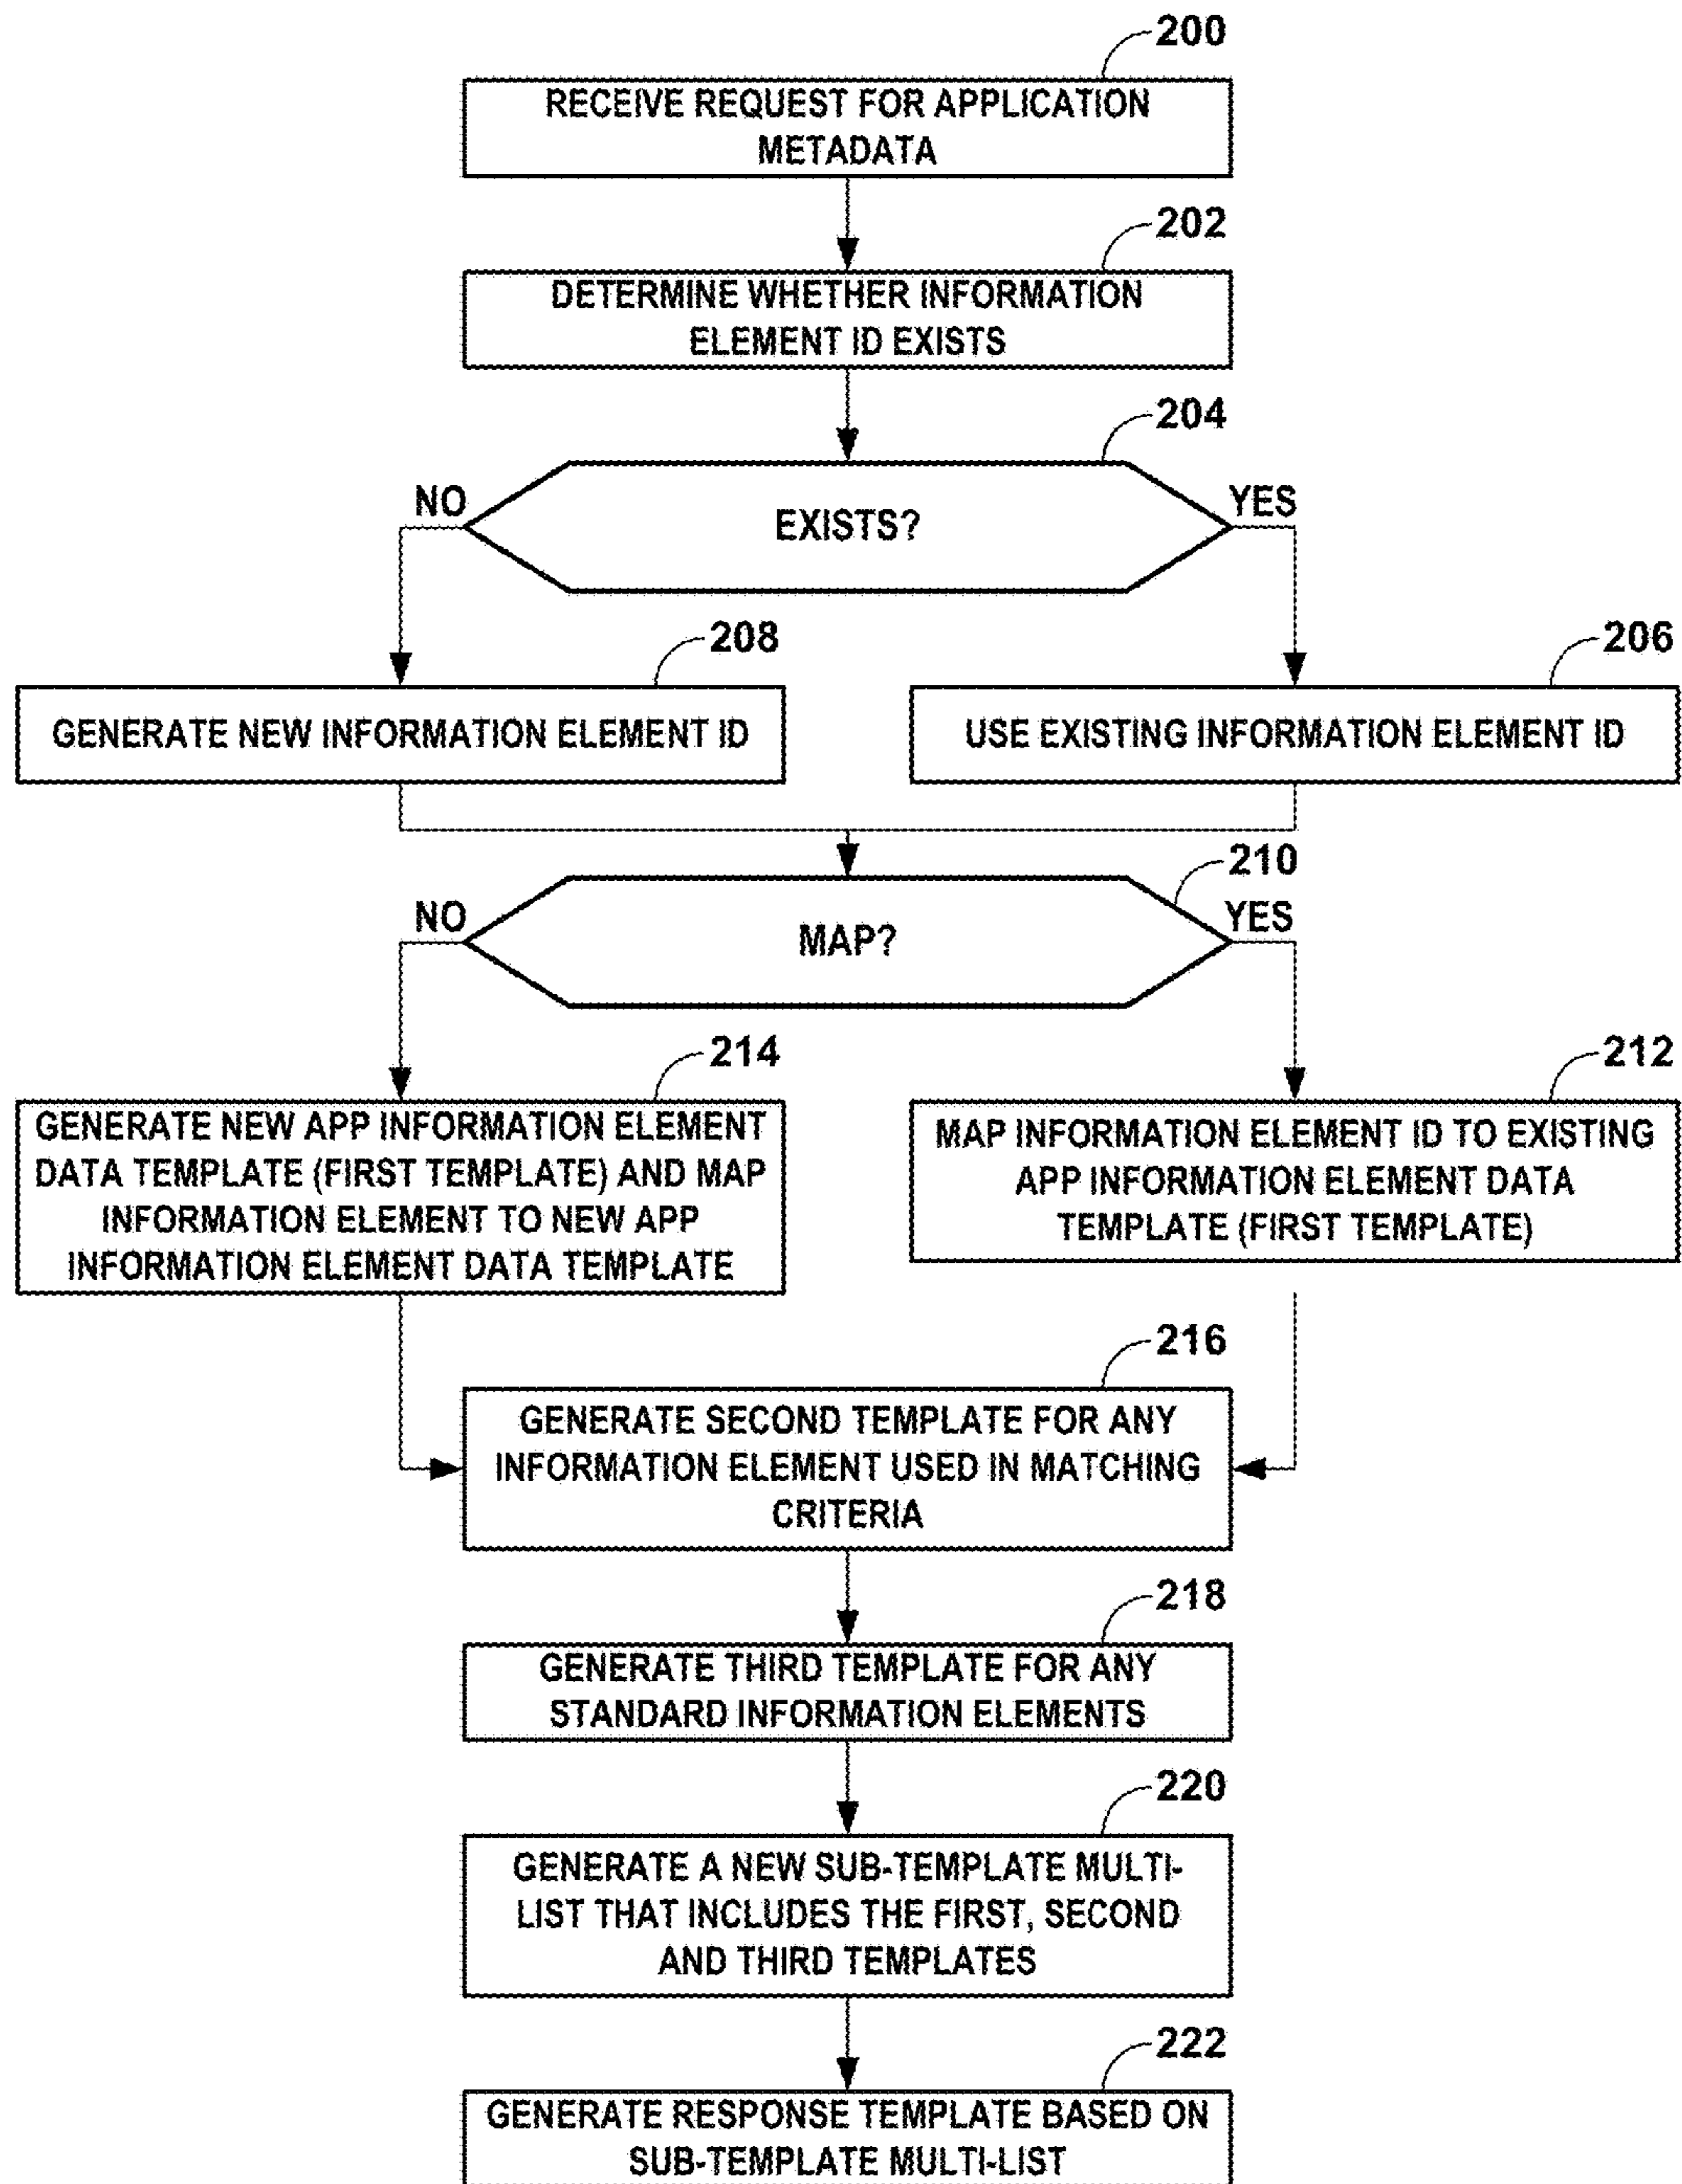 200
RECEIVE REQUEST FOR APPLICATION
METADATA
202
DETERMINE WHETHER INFORMATION
ELEMENT ID EXISTS
204
NO
EXISTS?
YES
208
206
GENERATE NEW INFORMATION ELEMENT ID
USE EXISTING INFORMATION ELEMENT ID
210
NO
MAP?
YES
214
212
GENERATE NEW APP INFORMATION ELEMENT
DATA TEMPLATE (FIRST TEMPLATE) AND MAP
INFORMATION ELEMENT TO NEW APP
INFORMATION ELEMENT DATA TEMPLATE
MAP INFORMATION ELEMENT ID TO EXISTING
APP INFORMATION ELEMENT DATA
TEMPLATE (FIRST TEMPLATE)
216
GENERATE SECOND TEMPLATE FOR ANY
INFORMATION ELEMENT USED IN MATCHING
CRITERIA
218
GENERATE THIRD TEMPLATE FOR ANY
STANDARD INFORMATION ELEMENTS
220
GENERATE A NEW SUB-TEMPLATE MULTI-
LIST THAT INCLUDES THE FIRST, SECOND
AND THIRD TEMPLATES
222
GENERATE RESPONSE TEMPLATE BASED ON
SUB-TEMPLATE MULTI-LIST